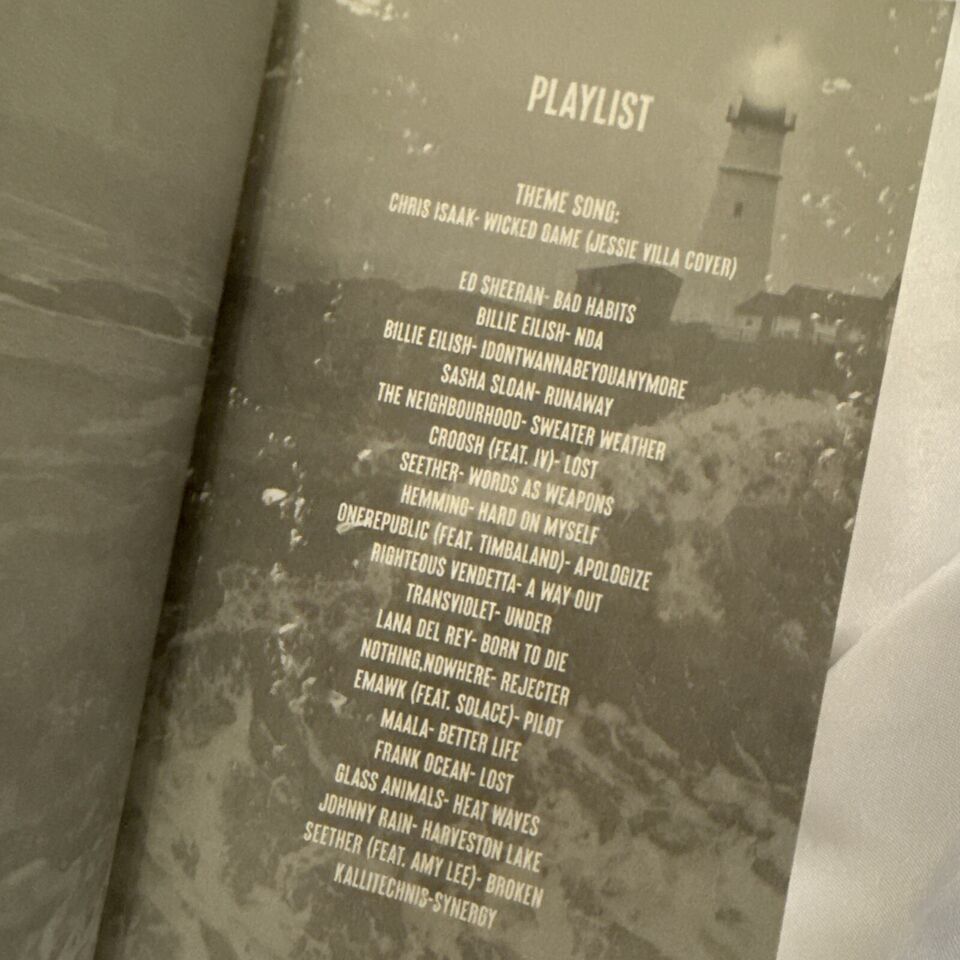 PLAYLIST
THEME SONG:
CHRIS ISAAK- WICKED GAME (JESSIE VILLA COVER)
ED SHEERAN- BAD HABITS
BILLIE EILISH- NDA
BILLIE EILISH- IDONTWANNABEYOUANYMORE
SASHA SLOAN- RUNAWAY
THE NEIGHBOURHOOD- SWEATER WEATHER
CROOSH (FEAT. IV)- LOST
SEETHER- WORDS AS WEAPONS
HEMMING- HARD ON MYSELF
ONEREPUBLIC (FEAT. TIMBALAND)- APOLOGIZE
RIGHTEOUS VENDETTA- A WAY OUT
TRANSVIOLET- UNDER
LANA DEL REY- BORN TO DIE
NOTHING,NOWHERE- REJECTER
EMAWK (FEAT. SOLACE)- PILOT
MAALA- BETTER LIFE
FRANK OCEAN- LOST
GLASS ANIMALS- HEAT WAVES
JOHNNY RAIN- HARVESTON LAKE
SEETHER (FEAT. AMY LEE)- BROKEN
KALLITECHNIS-SYNERGY